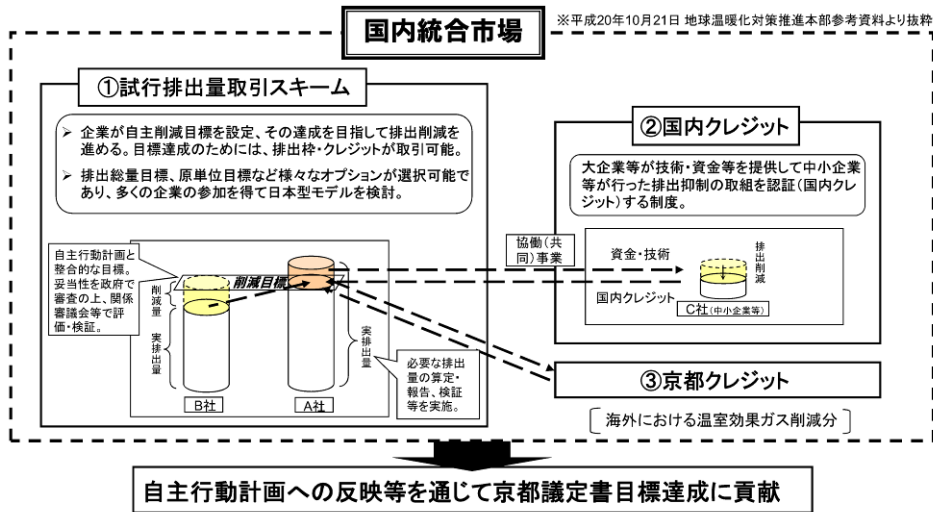 ※平成20年10月21日 地球温暖化対策推進本部参考資料より抜粋
国内統合市場
①試行排出量取引スキーム
➢ 企業が自主削減目標を設定、その達成を目指して排出削減を
進める。目標達成のためには、排出枠・クレジットが取引可能。
➢ 排出総量目標、原単位目標など様々なオプションが選択可能で
あり、多くの企業の参加を得て日本型モデルを検討。
自主行動計画と
整合的な目標。
妥当性を政府で
審査の上、関係
審議会等で評
価・検証。
削減目標
削減量
実排出量
実排出量
必要な排出
量の算定・
報告、検証
等を実施。
B社
A社
協働(共
同)事業
②国内クレジット
大企業等が技術・資金等を提供して中小企業
等が行った排出抑制の取組を認証(国内クレ
ジット)する制度。
資金・技術
国内クレジット
排出削減
C社(中小企業等)
③京都クレジット
海外における温室効果ガス削減分
自主行動計画への反映等を通じて京都議定書目標達成に貢献